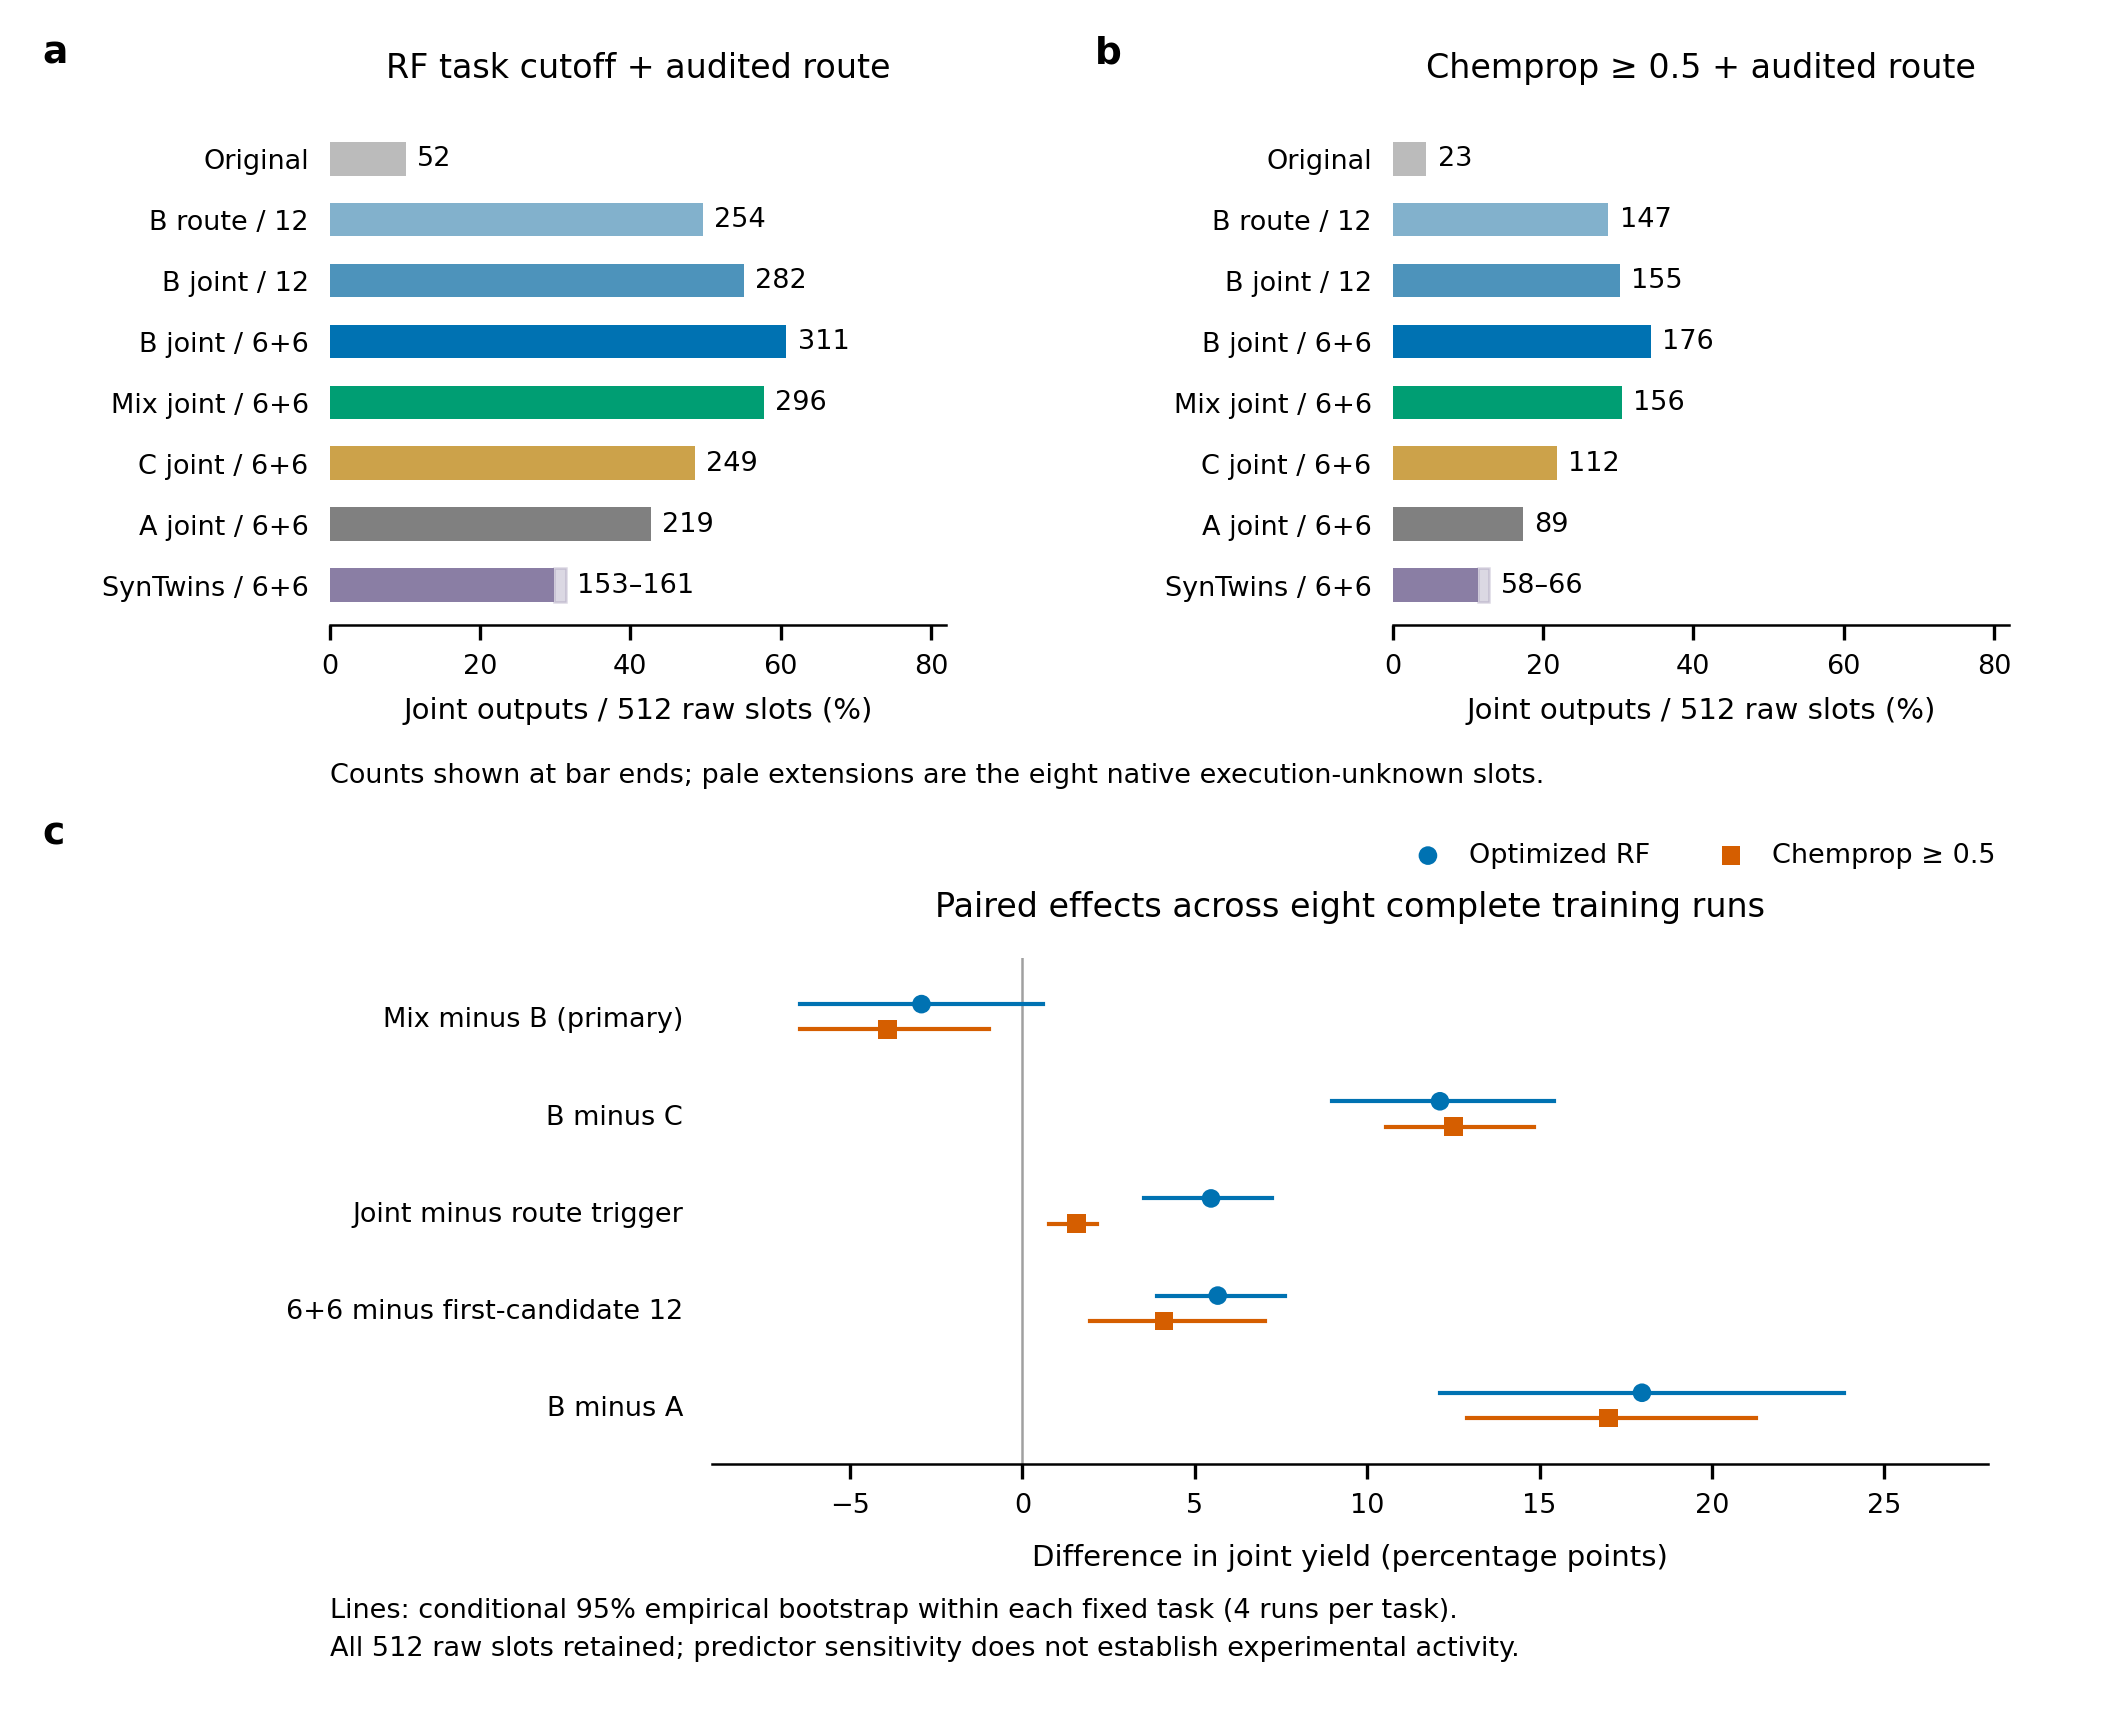 a
RF task cutoff + audited route
Original 52
B route / 12 254
B joint / 12 282
B joint / 6+6 311
Mix joint / 6+6 296
C joint / 6+6 249
A joint / 6+6 219
SynTwins / 6+6 153–161
0 20 40 60 80
Joint outputs / 512 raw slots (%)
b
Chemprop ≥ 0.5 + audited route
Original 23
B route / 12 147
B joint / 12 155
B joint / 6+6 176
Mix joint / 6+6 156
C joint / 6+6 112
A joint / 6+6 89
SynTwins / 6+6 58–66
0 20 40 60 80
Joint outputs / 512 raw slots (%)
Counts shown at bar ends; pale extensions are the eight native execution-unknown slots.
c
Optimized RF Chemprop ≥ 0.5
Paired effects across eight complete training runs
Mix minus B (primary)
B minus C
Joint minus route trigger
6+6 minus first-candidate 12
B minus A
−5 0 5 10 15 20 25
Difference in joint yield (percentage points)
Lines: conditional 95% empirical bootstrap within each fixed task (4 runs per task).
All 512 raw slots retained; predictor sensitivity does not establish experimental activity.